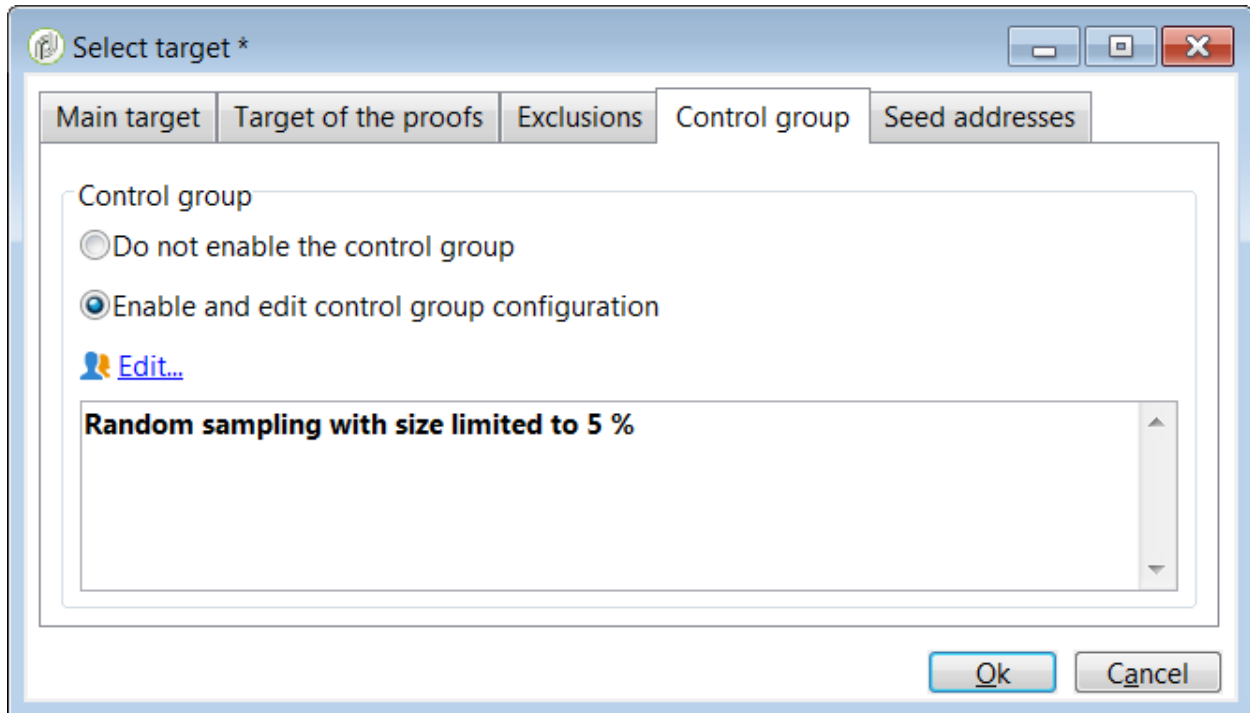 Select target *
Main target Target of the proofs Exclusions Control group Seed addresses
Control group
Do not enable the control group
Enable and edit control group configuration
Edit...
Random sampling with size limited to 5 %
Ok Cancel